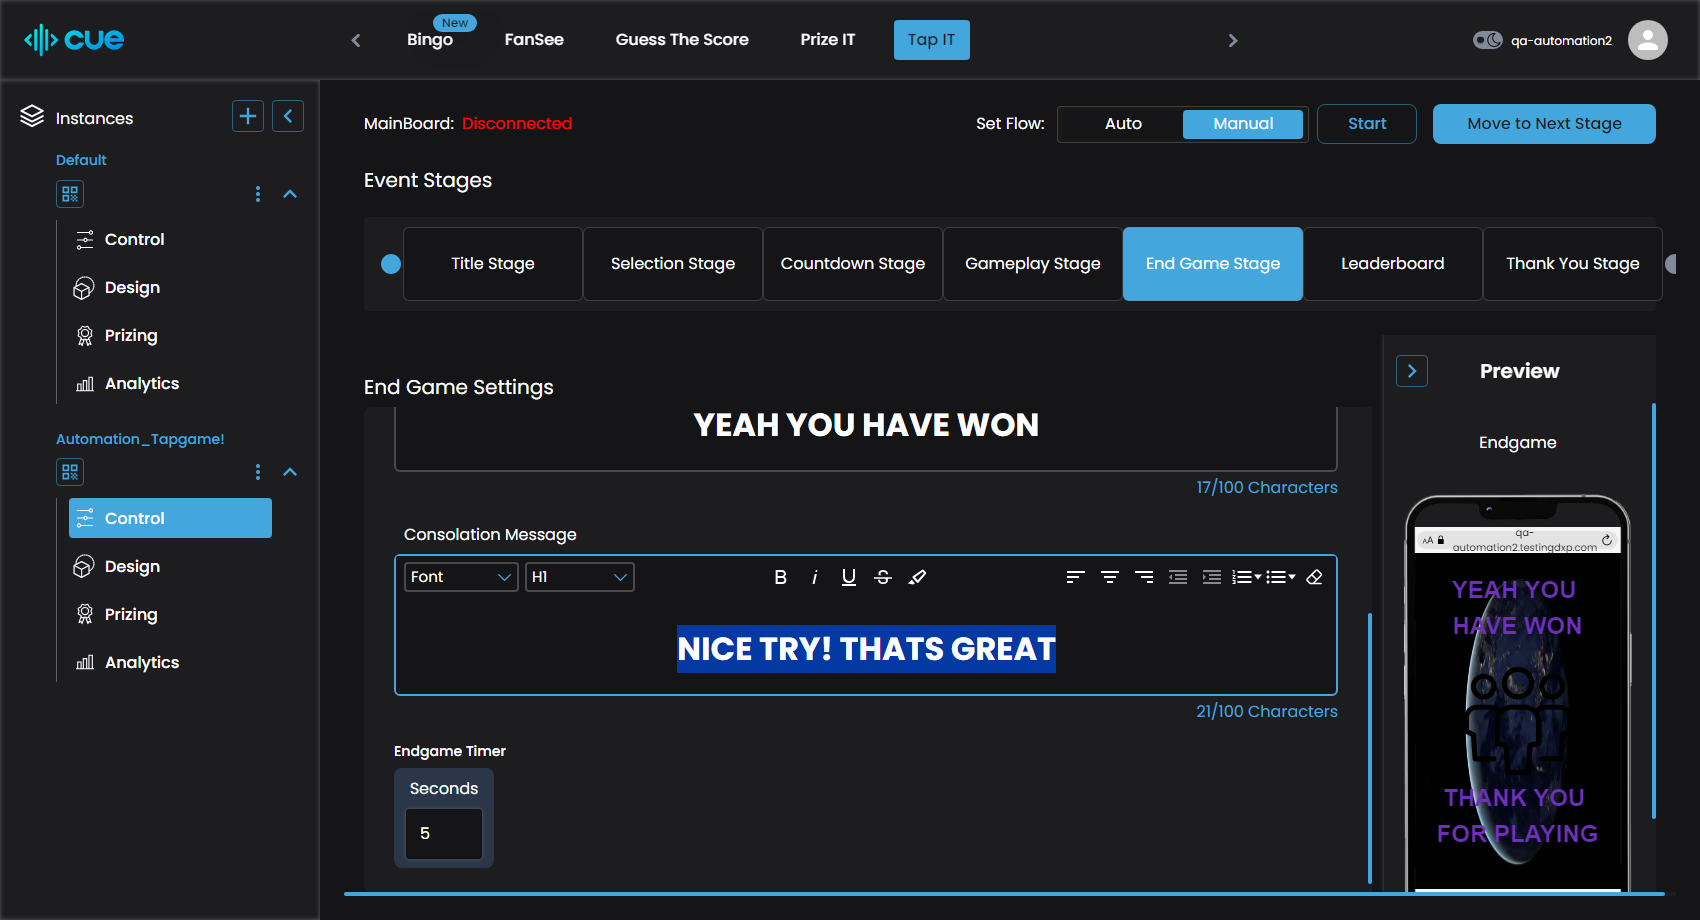 cue
Bingo
New
FanSee
Guess The Score
Prize IT
Tap IT
qa-automation2
Instances
Default
Control
Design
Prizing
Analytics
Automation_Tapgame!
Control
Design
Prizing
Analytics
MainBoard: Disconnected
Set Flow:
Auto
Manual
Start
Move to Next Stage
Event Stages
Title Stage
Selection Stage
Countdown Stage
Gameplay Stage
End Game Stage
Leaderboard
Thank You Stage
End Game Settings
YEAH YOU HAVE WON
17/100 Characters
Consolation Message
Font
H1
B
i
U
S
NICE TRY! THATS GREAT
21/100 Characters
Endgame Timer
Seconds
5
Preview
Endgame
AA
qa-
automation2.testingdxp.com
YEAH YOU
HAVE WON
THANK YOU
FOR PLAYING